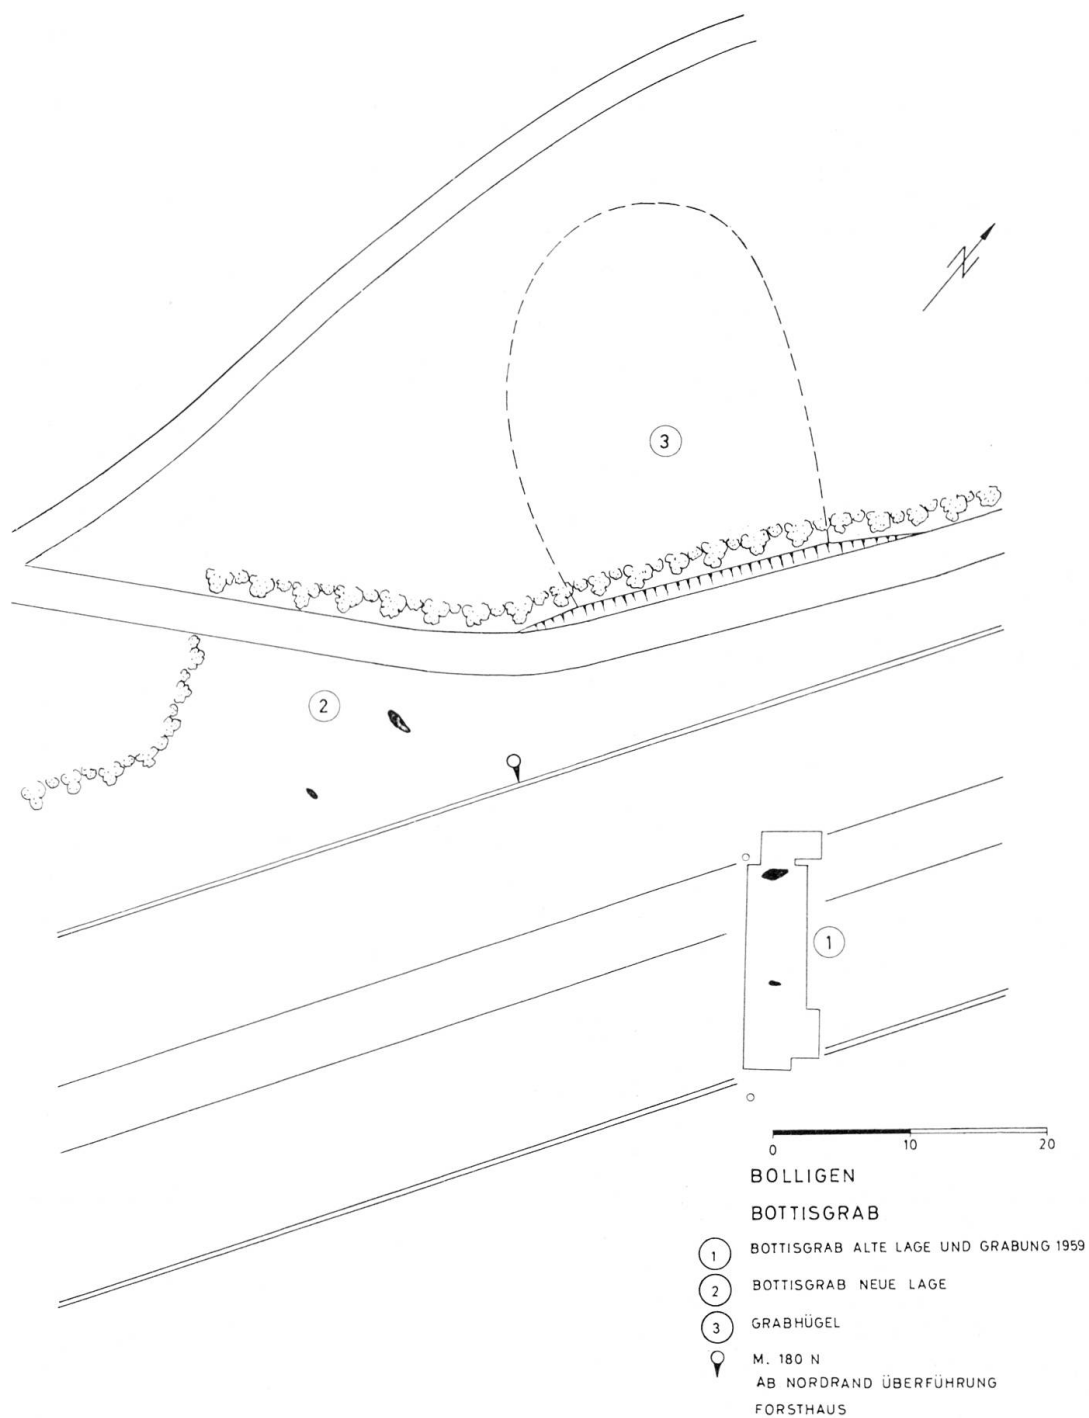 N
3
2
1
0 10 20
BOLLIGEN
BOTTISGRAB
1 BOTTISGRAB ALTE LAGE UND GRABUNG 1959
2 BOTTISGRAB NEUE LAGE
3 GRABHÜGEL
M. 180 N
AB NORDRAND ÜBERFÜHRUNG
FORSTHAUS